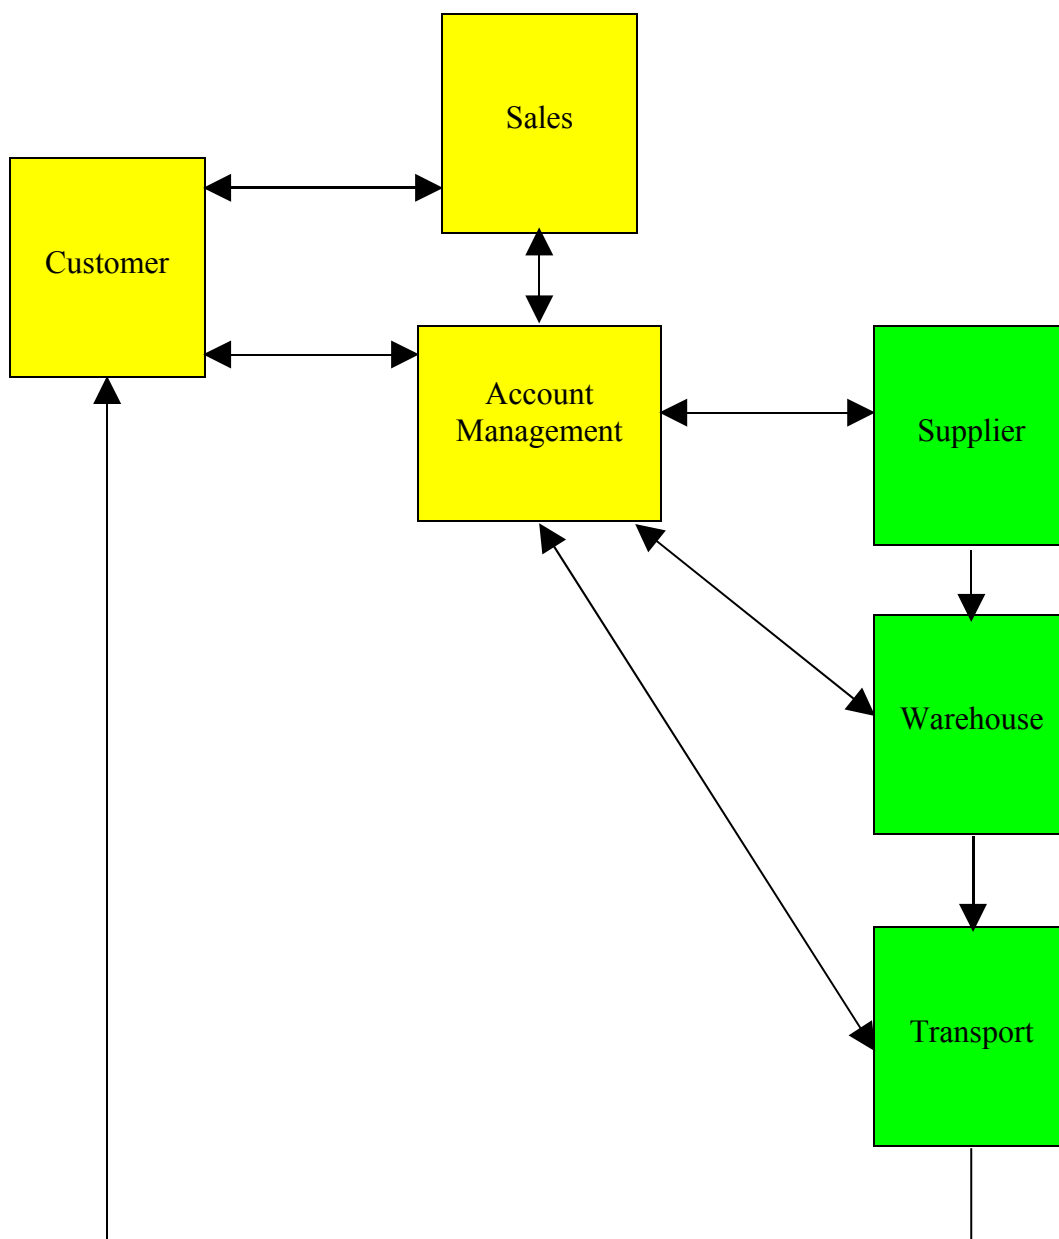 Sales
Customer
Account
Management
Supplier
Warehouse
Transport